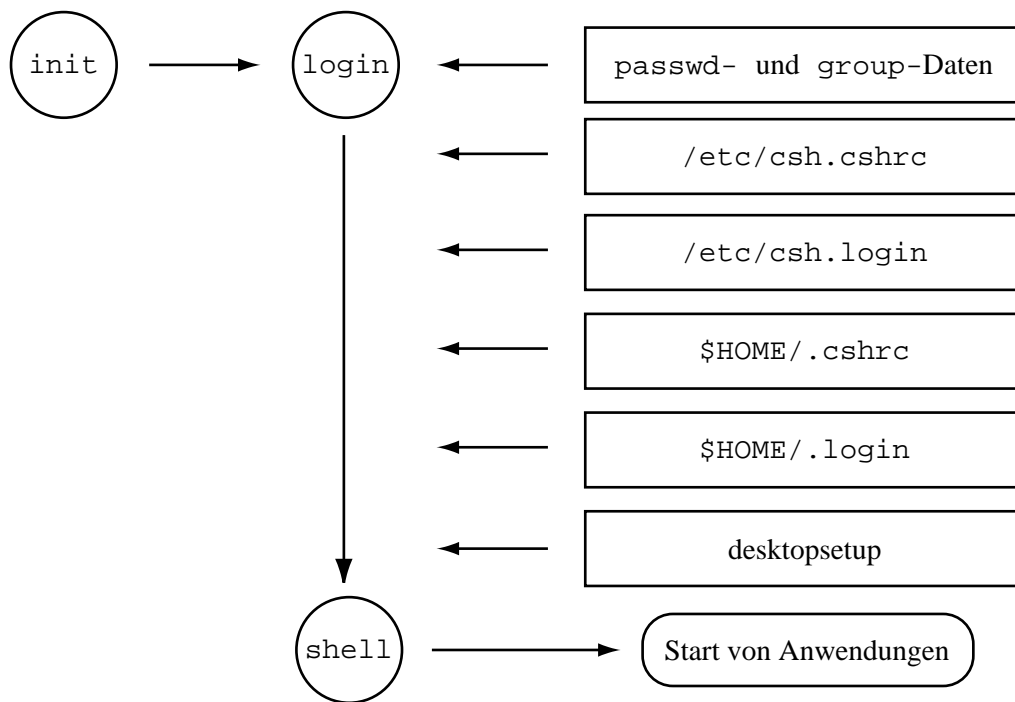 init
login
passwd- und group-Daten
/etc/csh.cshrc
/etc/csh.login
$HOME/.cshrc
$HOME/.login
desktopsetup
shell
Start von Anwendungen